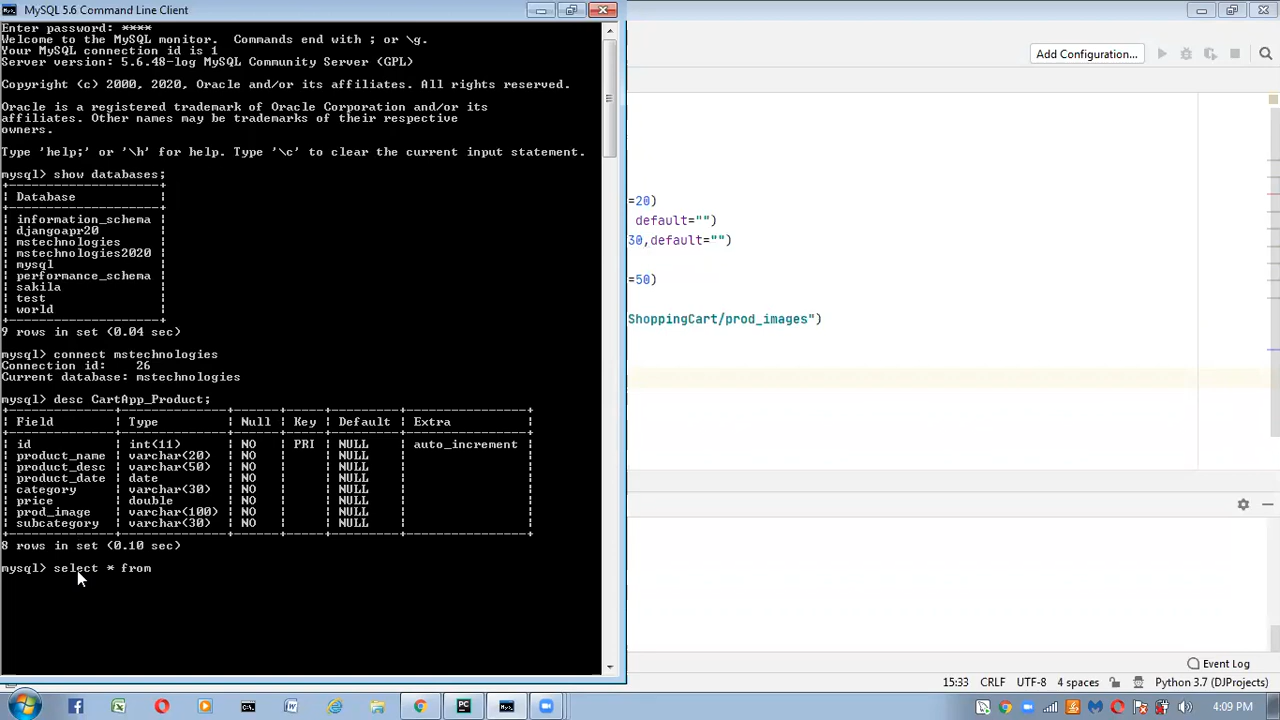 MySQL 5.6 Command Line Client
Enter password: ****
Welcome to the MySQL monitor.  Commands end with ; or \g.
Your MySQL connection id is 1
Server version: 5.6.48-log MySQL Community Server (GPL)
Copyright (c) 2000, 2020, Oracle and/or its affiliates. All rights reserved.
Oracle is a registered trademark of Oracle Corporation and/or its
affiliates. Other names may be trademarks of their respective
owners.
Type 'help;' or '\h' for help. Type '\c' to clear the current input statement.
mysql> show databases;
Database
information_schema
djangoapr20
mstechnologies
mstechnologies2020
mysql
performance_schema
sakila
test
world
9 rows in set (0.04 sec)
mysql> connect mstechnologies
Connection id:    26
Current database: mstechnologies
mysql> desc CartApp_Product;
| Field | Type | Null | Key | Default | Extra |
| id | int(11) | NO | PRI | NULL | auto_increment |
| product_name | varchar(20) | NO | | NULL | |
| product_desc | varchar(50) | NO | | NULL | |
| product_date | date | NO | | NULL | |
| category | varchar(30) | NO | | NULL | |
| price | double | NO | | NULL | |
| prod_image | varchar(100) | NO | | NULL | |
| subcategory | varchar(30) | NO | | NULL | |
8 rows in set (0.10 sec)
mysql> select * from
Add Configuration...
=20)
default="")
30,default="")
=50)
ShoppingCart/prod_images")
Event Log
15:33 CRLF UTF-8 4 spaces Python 3.7 (DJProjects)
4:09 PM